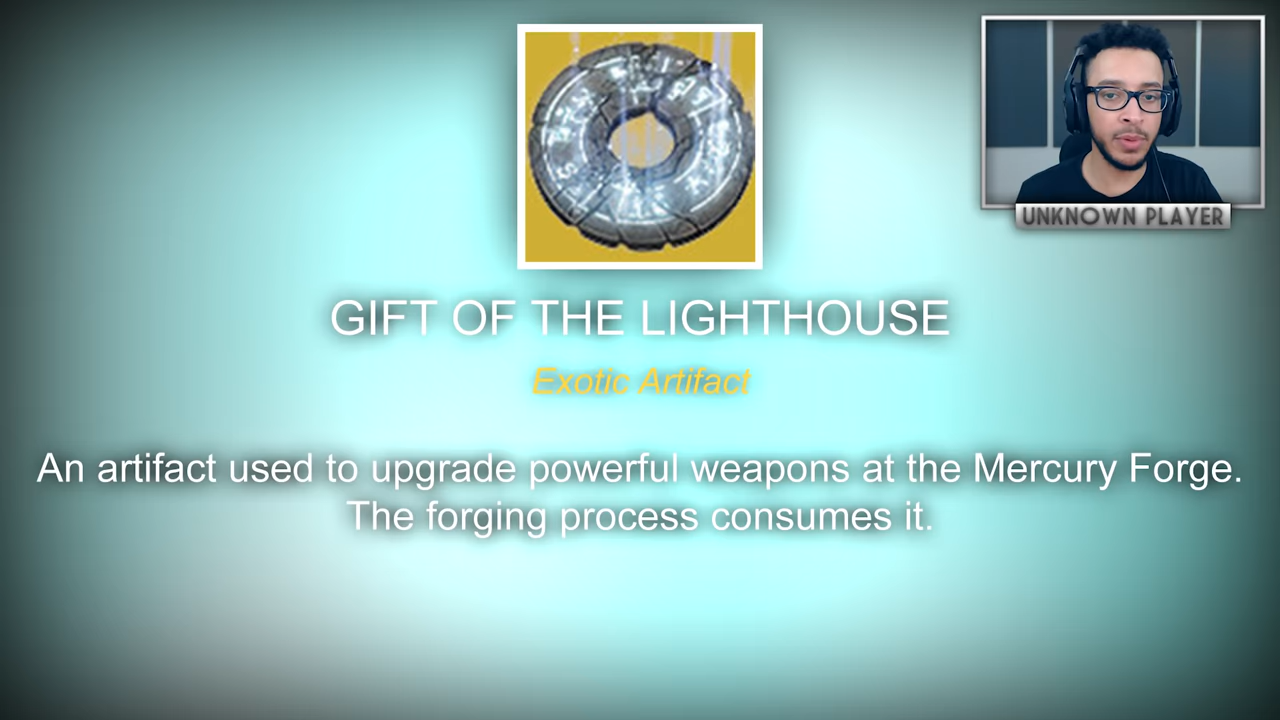 UNKNOWN PLAYER
GIFT OF THE LIGHTHOUSE
Exotic Artifact
An artifact used to upgrade powerful weapons at the Mercury Forge.
The forging process consumes it.